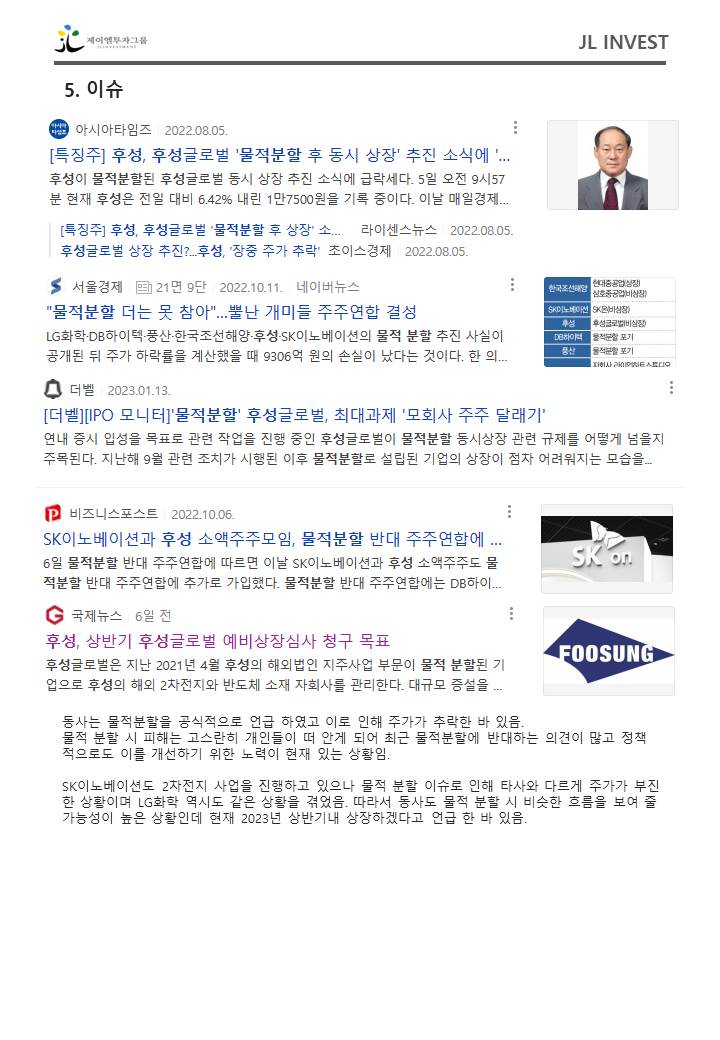 제이엘투자그룹
JLINVESTMENT
JL INVEST
5. 이슈
아시아타임즈
아시아타임즈 2022.08.05.
[특징주] 후성, 후성글로벌 '물적분할 후 동시 상장' 추진 소식에 '...
후성이 물적분할된 후성글로벌 동시 상장 추진 소식에 급락세다. 5일 오전 9시57
분 현재 후성은 전일 대비 6.42% 내린 1만7500원을 기록 중이다. 이날 매일경제...
[특징주] 후성, 후성글로벌 '물적분할 후 상장' 소... 라이센스뉴스 2022.08.05.
후성글로벌 상장 추진?...후성, '장중 주가 추락' 조이스경제 2022.08.05.
서울경제 21면 9단 2022.10.11. 네이버뉴스
"물적분할 더는 못 참아"...뿔난 개미들 주주연합 결성
LG화학·DB하이텍·풍산·한국조선해양·후성·SK이노베이션의 물적 분할 추진 사실이
공개된 뒤 주가 하락률을 계산했을 때 9306억 원의 손실이 났다는 것이다. 한 의...
한국조선해양 현대중공업(상장)
삼호중공업(비상장)
SK이노베이션 SK온(비상장)
후성 후성글로벌(비상장)
DB하이텍 물적분할 포기
풍산 물적분할 포기
더벨 2023.01.13.
[더벨][IPO 모니터]'물적분할' 후성글로벌, 최대과제 '모회사 주주 달래기'
연내 증시 입성을 목표로 관련 작업을 진행 중인 후성글로벌이 물적분할 동시상장 관련 규제를 어떻게 넘을지
주목된다. 지난해 9월 관련 조치가 시행된 이후 물적분할로 설립된 기업의 상장이 점차 어려워지는 모습을...
비즈니스포스트 2022.10.06.
SK이노베이션과 후성 소액주주모임, 물적분할 반대 주주연합에 ...
6일 물적분할 반대 주주연합에 따르면 이날 SK이노베이션과 후성 소액주주도 물
적분할 반대 주주연합에 추가로 가입했다. 물적분할 반대 주주연합에는 DB하이...
SK on
국제뉴스 6일 전
후성, 상반기 후성글로벌 예비상장심사 청구 목표
후성글로벌은 지난 2021년 4월 후성의 해외법인 지주사업 부문이 물적 분할된 기
업으로 후성의 해외 2차전지와 반도체 소재 자회사를 관리한다. 대규모 증설을 ...
FOOSUNG
동사는 물적분할을 공식적으로 언급 하였고 이로 인해 주가가 추락한 바 있음.
물적 분할 시 피해는 고스란히 개인들이 떠 안게 되어 최근 물적분할에 반대하는 의견이 많고 정책
적으로도 이를 개선하기 위한 노력이 현재 있는 상황임.
SK이노베이션도 2차전지 사업을 진행하고 있으나 물적 분할 이슈로 인해 타사와 다르게 주가가 부진
한 상황이며 LG화학 역시도 같은 상황을 겪었음. 따라서 동사도 물적 분할 시 비슷한 흐름을 보여 줄
가능성이 높은 상황인데 현재 2023년 상반기내 상장하겠다고 언급 한 바 있음.